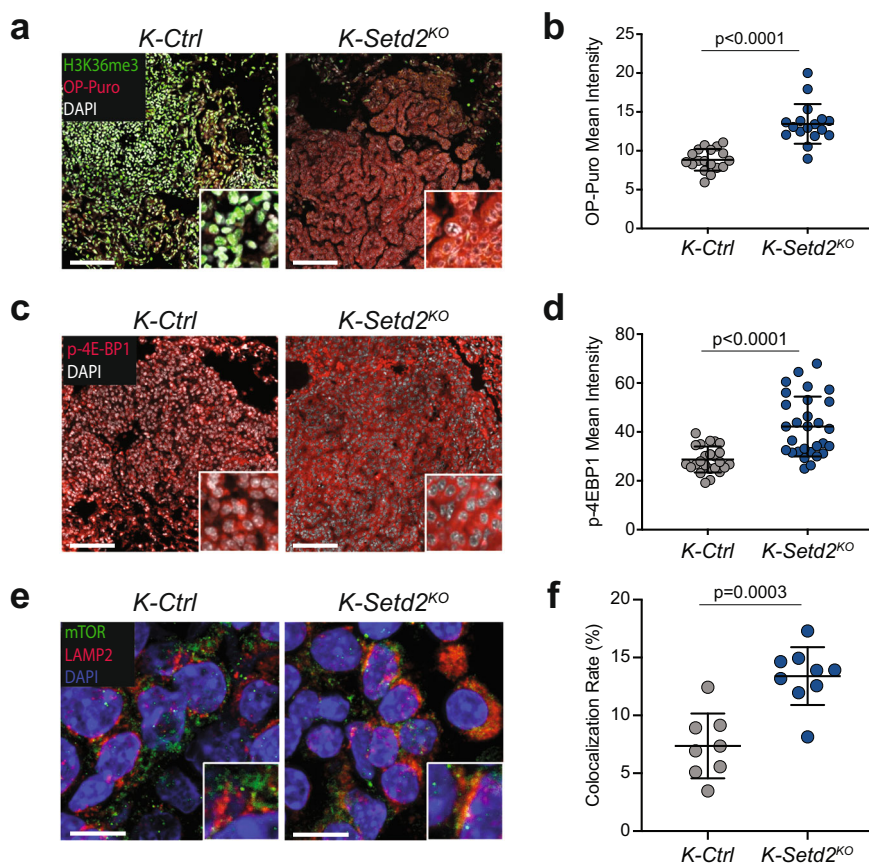 a
K-Ctrl
K-Setd2KO
H3K36me3
OP-Puro
DAPI
b
p<0.0001
OP-Puro Mean Intensity
25
20
15
10
5
0
K-Ctrl
K-Setd2KO
c
K-Ctrl
K-Setd2KO
p-4E-BP1
DAPI
d
p<0.0001
p-4EBP1 Mean Intensity
80
60
40
20
0
K-Ctrl
K-Setd2KO
e
K-Ctrl
K-Setd2KO
mTOR
LAMP2
DAPI
f
p=0.0003
Colocalization Rate (%)
20
15
10
5
0
K-Ctrl
K-Setd2KO